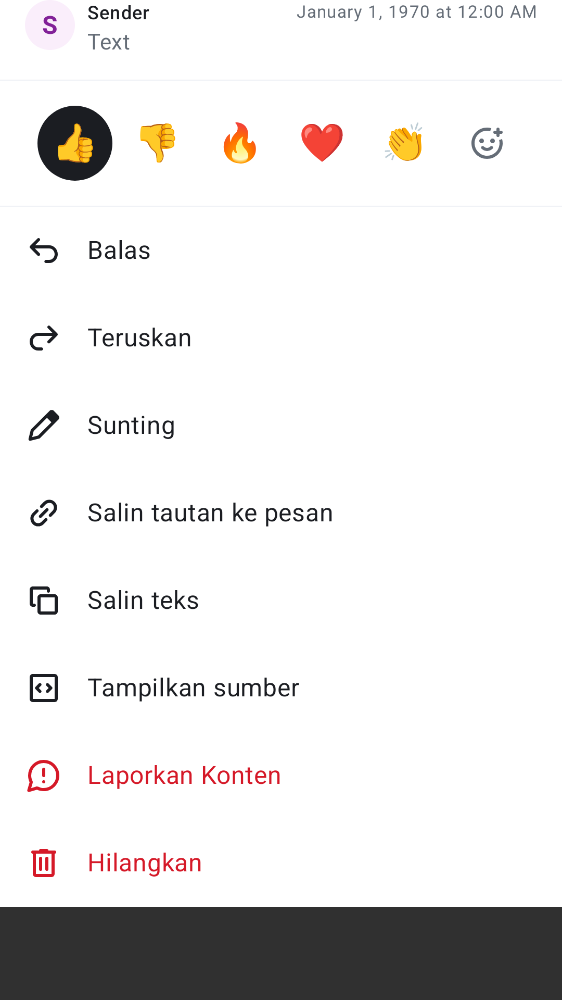 S
Sender
January 1, 1970 at 12:00 AM
Text
Balas
Teruskan
Sunting
Salin tautan ke pesan
Salin teks
Tampilkan sumber
Laporkan Konten
Hilangkan